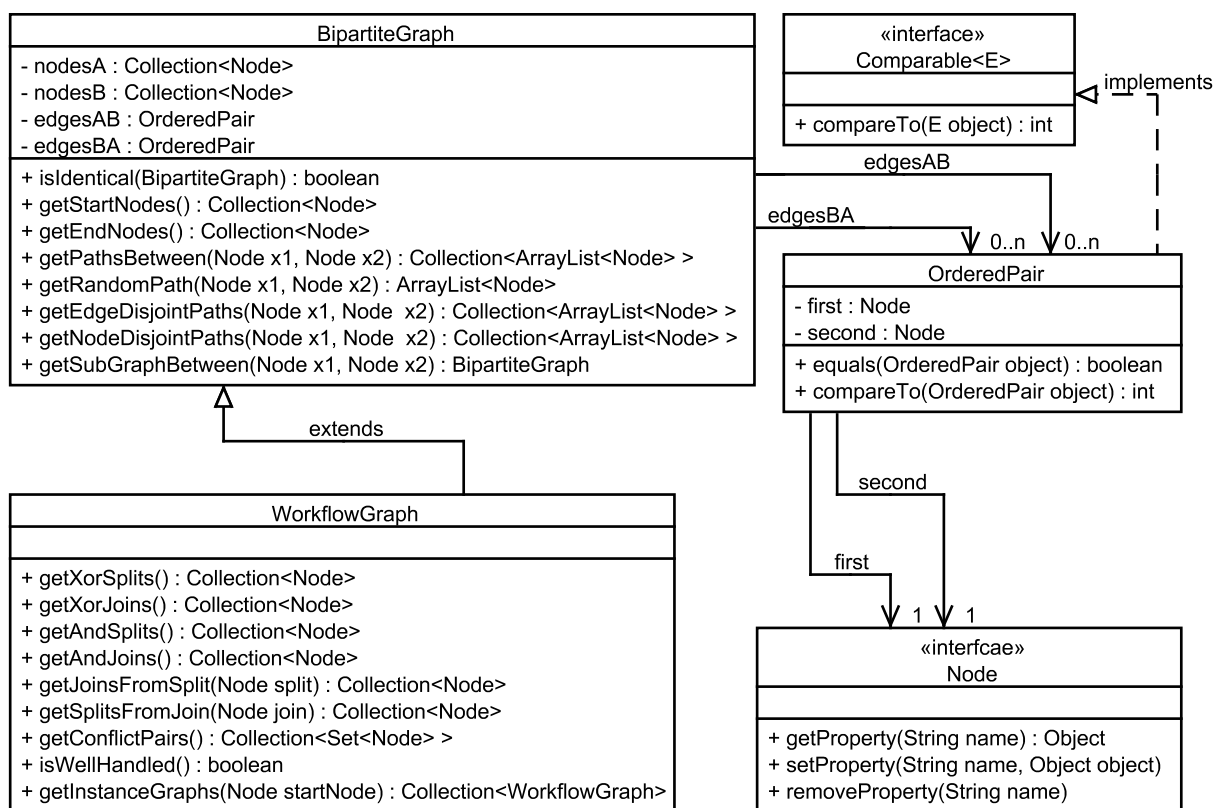 BipartiteGraph
- nodesA : Collection<Node>
- nodesB : Collection<Node>
- edgesAB : OrderedPair
- edgesBA : OrderedPair
+ isIdentical(BipartiteGraph) : boolean
+ getStartNodes() : Collection<Node>
+ getEndNodes() : Collection<Node>
+ getPathsBetween(Node x1, Node x2) : Collection<ArrayList<Node> >
+ getRandomPath(Node x1, Node x2) : ArrayList<Node>
+ getEdgeDisjointPaths(Node x1, Node  x2) : Collection<ArrayList<Node> >
+ getNodeDisjointPaths(Node x1, Node  x2) : Collection<ArrayList<Node> >
+ getSubGraphBetween(Node x1, Node x2) : BipartiteGraph
«interface»
Comparable<E>
+ compareTo(E object) : int
implements
edgesAB
edgesBA
0..n
0..n
OrderedPair
- first : Node
- second : Node
+ equals(OrderedPair object) : boolean
+ compareTo(OrderedPair object) : int
extends
second
first
1
1
WorkflowGraph
+ getXorSplits() : Collection<Node>
+ getXorJoins() : Collection<Node>
+ getAndSplits() : Collection<Node>
+ getAndJoins() : Collection<Node>
+ getJoinsFromSplit(Node split) : Collection<Node>
+ getSplitsFromJoin(Node join) : Collection<Node>
+ getConflictPairs() : Collection<Set<Node> >
+ isWellHandled() : boolean
+ getInstanceGraphs(Node startNode) : Collection<WorkflowGraph>
«interfcae»
Node
+ getProperty(String name) : Object
+ setProperty(String name, Object object)
+ removeProperty(String name)